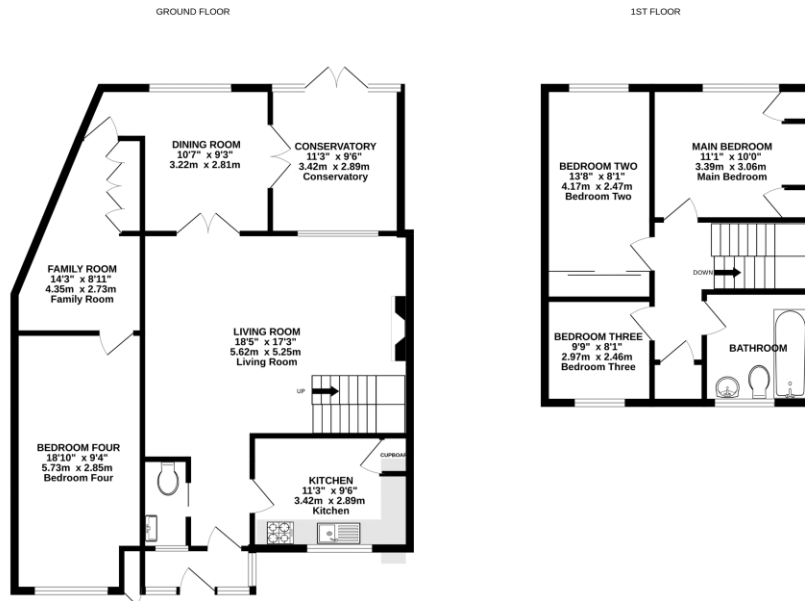 GROUND FLOOR
1ST FLOOR
DINING ROOM
10'7" x 9'3"
3.22m x 2.81m
CONSERVATORY
11'3" x 9'6"
3.42m x 2.89m
Conservatory
FAMILY ROOM
14'3" x 8'11"
4.35m x 2.73m
Family Room
LIVING ROOM
18'5" x 17'3"
5.62m x 5.25m
Living Room
UP
BEDROOM FOUR
18'10" x 9'4"
5.73m x 2.85m
Bedroom Four
KITCHEN
11'3" x 9'6"
3.42m x 2.89m
Kitchen
CUPBOAR
BEDROOM TWO
13'8" x 8'1"
4.17m x 2.47m
Bedroom Two
MAIN BEDROOM
11'1" x 10'0"
3.39m x 3.06m
Main Bedroom
DOWN
BEDROOM THREE
9'9" x 8'1"
2.97m x 2.46m
Bedroom Three
BATHROOM